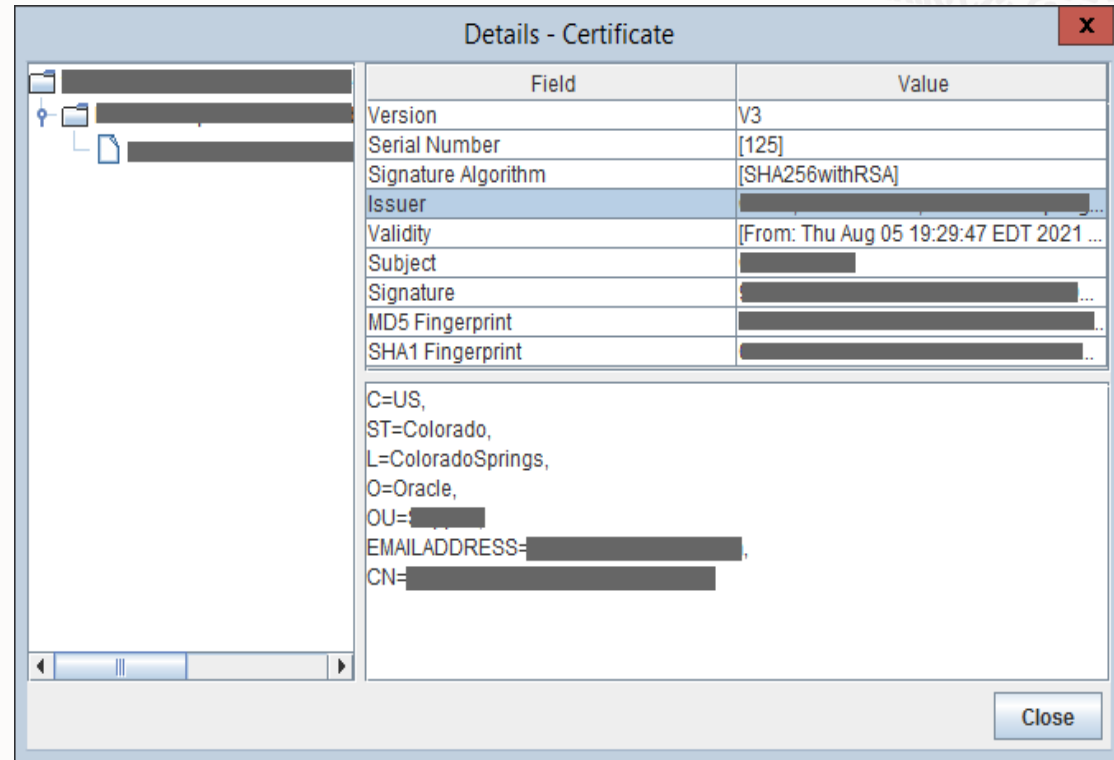 Details - Certificate
x
Field Value
Version V3
Serial Number [125]
Signature Algorithm [SHA256withRSA]
Issuer ...
Validity [From: Thu Aug 05 19:29:47 EDT 2021 ...
Subject
Signature ...
MD5 Fingerprint ..
SHA1 Fingerprint ..
C=US,
ST=Colorado,
L=ColoradoSprings,
O=Oracle,
OU=
EMAILADDRESS= ,
CN=
Close